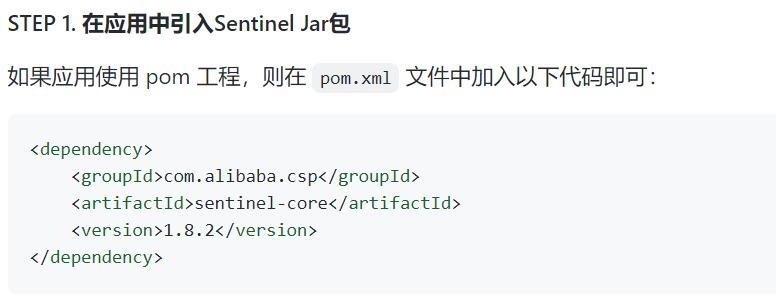 STEP 1. 在应用中引入Sentinel Jar包
如果应用使用 pom 工程，则在 pom.xml 文件中加入以下代码即可：
<dependency>
    <groupId>com.alibaba.csp</groupId>
    <artifactId>sentinel-core</artifactId>
    <version>1.8.2</version>
</dependency>